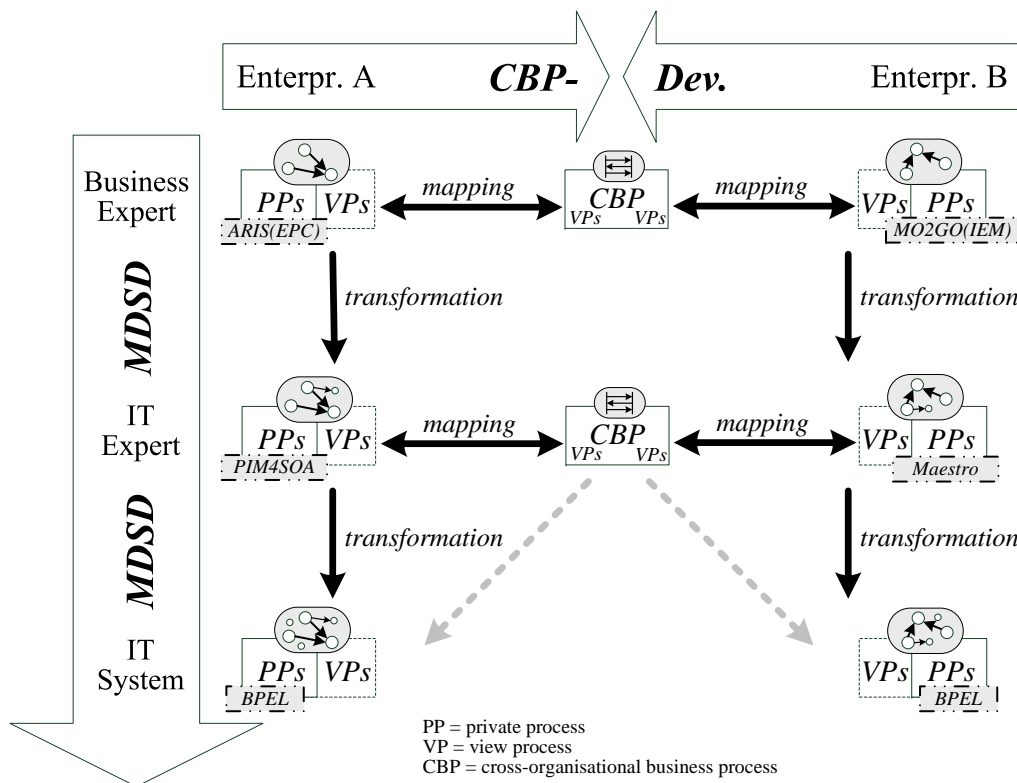 Enterpr. A
CBP-
Dev.
Enterpr. B
Business
Expert
MDSD
IT
Expert
MDSD
IT
System
PPs VPs
ARIS(EPC)
mapping
CBP
VPs VPs
mapping
VPs PPs
MO2GO(IEM)
transformation
transformation
PPs VPs
PIM4SOA
mapping
CBP
VPs VPs
mapping
VPs PPs
Maestro
transformation
transformation
PPs VPs
BPEL
VPs PPs
BPEL
PP = private process
VP = view process
CBP = cross-organisational business process